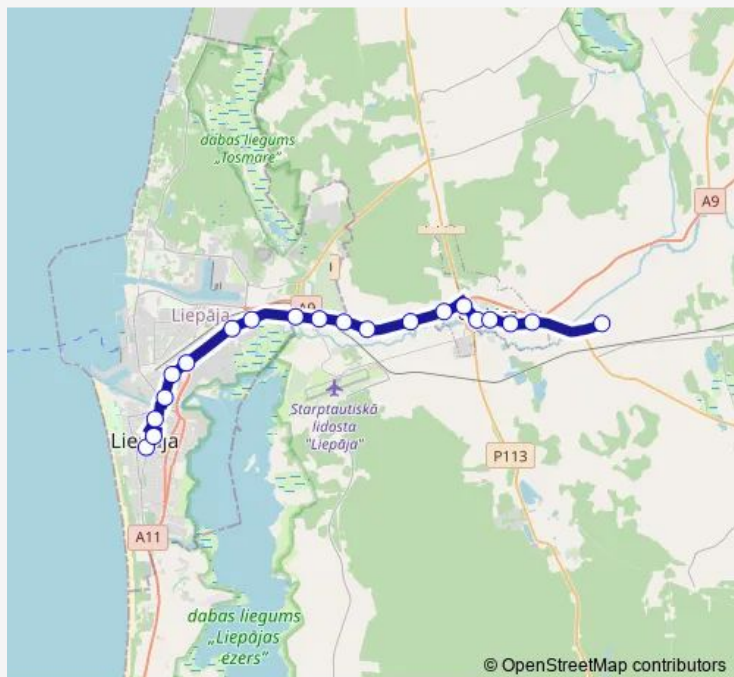 dabas liegums
„Tosmare"
A9
A9
Liepāja
Starptautiskā
lidosta
"Liepāja"
P113
Liepāja
A11
dabas liegums
„Liepājas
ezers"
© OpenStreetMap contributors